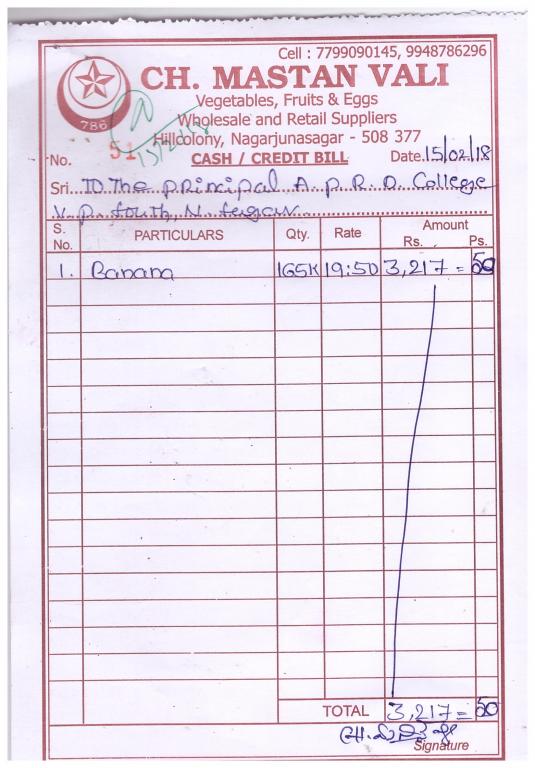 Cell : 7799090145, 9948786296
CH. MASTAN VALI
786
Vegetables, Fruits & Eggs
Wholesale and Retail Suppliers
Hillcolony, Nagarjunasagar - 508 377
No. 51 CASH / CREDIT BILL Date. 15/02/18
Sri. To The principal A. p. R. D. College
V. p. South, N.
S. No. PARTICULARS Qty. Rate Amount Rs. Ps.
1. Banana 165K 19:50 3,217 = 50
TOTAL 3,217 = 50
Signature